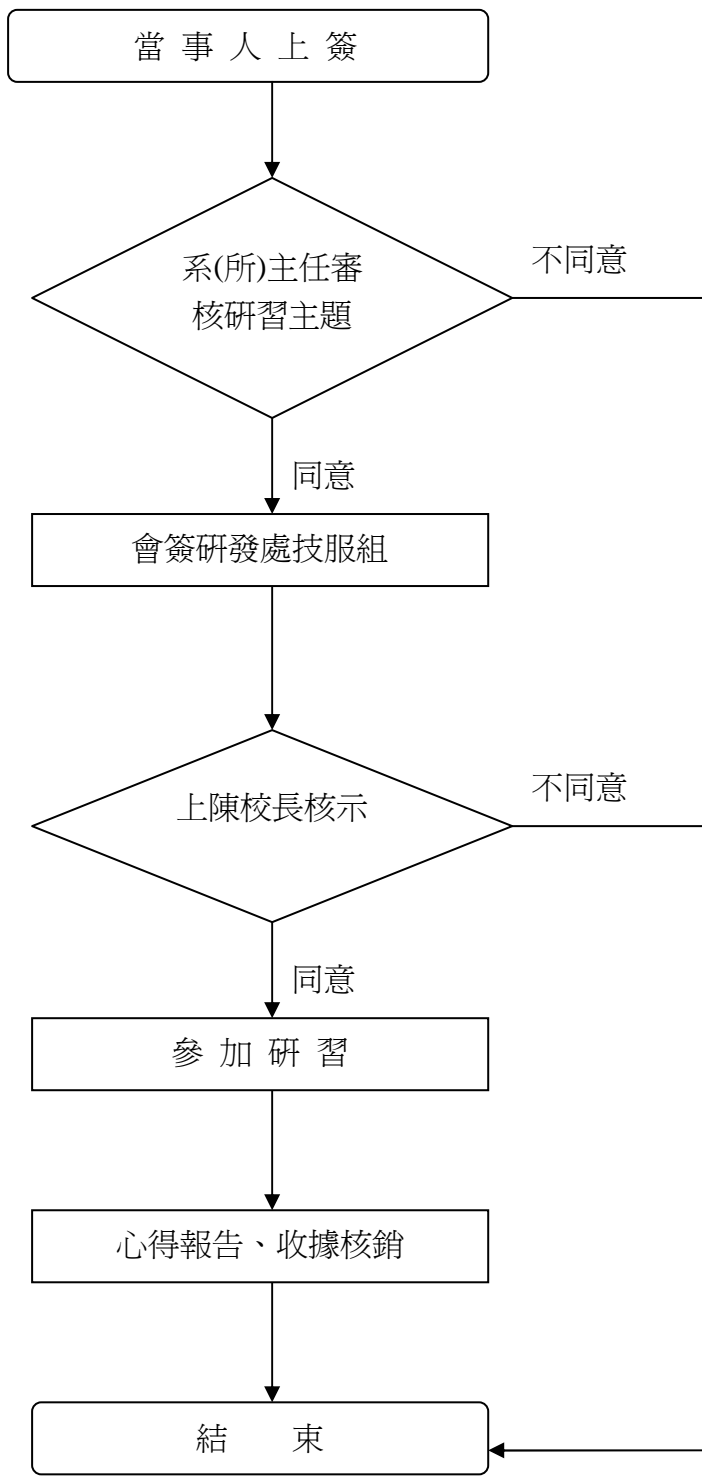 當 事 人 上 簽
系(所)主任審
核研習主題
不同意
同意
會簽研發處技服組
上陳校長核示
不同意
同意
參 加 研 習
心得報告、收據核銷
結 束